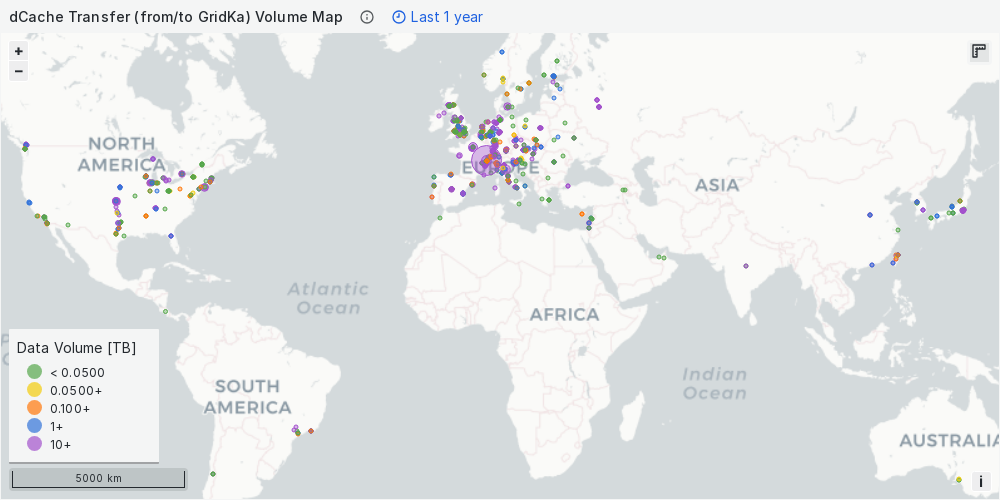 dCache Transfer (from/to GridKa) Volume Map
Last 1 year
+
−
NORTH
AMERICA
EUROPE
ASIA
Atlantic
Ocean
AFRICA
Data Volume [TB]
< 0.0500
0.0500+
0.100+
1+
10+
SOUTH
AMERICA
Indian
Ocean
AUSTRALIA
5000 km
i